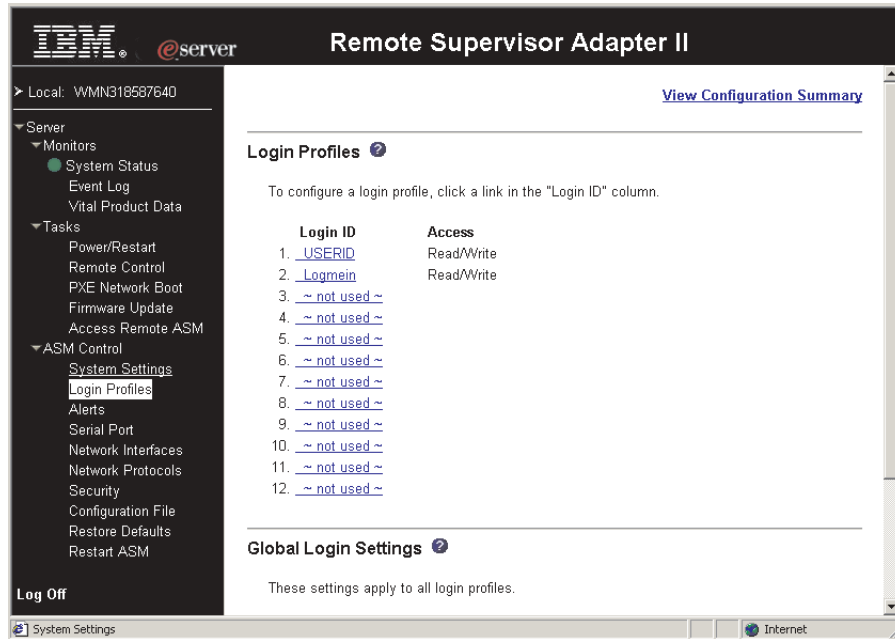 IBM® @server Remote Supervisor Adapter II
Local: WMN318587640
Server
Monitors
System Status
Event Log
Vital Product Data
Tasks
Power/Restart
Remote Control
PXE Network Boot
Firmware Update
Access Remote ASM
ASM Control
System Settings
Login Profiles
Alerts
Serial Port
Network Interfaces
Network Protocols
Security
Configuration File
Restore Defaults
Restart ASM
Log Off
View Configuration Summary
Login Profiles ?
To configure a login profile, click a link in the "Login ID" column.
Login ID Access
1. USERID Read/Write
2. Logmein Read/Write
3. ~ not used ~
4. ~ not used ~
5. ~ not used ~
6. ~ not used ~
7. ~ not used ~
8. ~ not used ~
9. ~ not used ~
10. ~ not used ~
11. ~ not used ~
12. ~ not used ~
Global Login Settings ?
These settings apply to all login profiles.
System Settings Internet